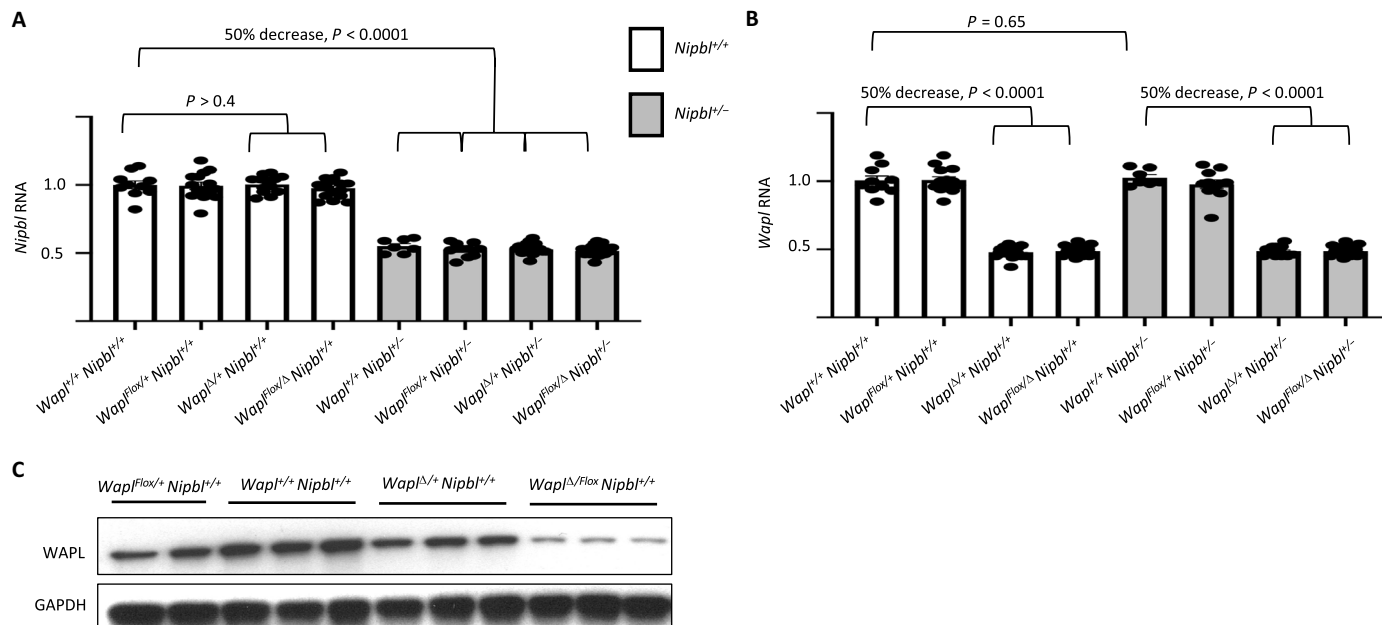 A
50% decrease, P < 0.0001
P > 0.4
Nipbl+/+
Nipbl+/−
Nipbl RNA
1.0
0.5
Wapl+/+ Nipbl+/+
WaplFlox/+ Nipbl+/+
WaplΔ/+ Nipbl+/+
WaplFlox/Δ Nipbl+/+
Wapl+/+ Nipbl+/-
WaplFlox/+ Nipbl+/-
WaplΔ/+ Nipbl+/-
WaplFlox/Δ Nipbl+/-
B
P = 0.65
50% decrease, P < 0.0001
50% decrease, P < 0.0001
Wapl RNA
1.0
0.5
Wapl+/+ Nipbl+/+
WaplFlox/+ Nipbl+/+
WaplΔ/+ Nipbl+/+
WaplFlox/Δ Nipbl+/+
Wapl+/+ Nipbl+/-
WaplFlox/+ Nipbl+/-
WaplΔ/+ Nipbl+/-
WaplFlox/Δ Nipbl+/-
C
WaplFlox/+ Nipbl+/+
Wapl+/+ Nipbl+/+
WaplΔ/+ Nipbl+/+
WaplΔ/Flox Nipbl+/+
WAPL
GAPDH